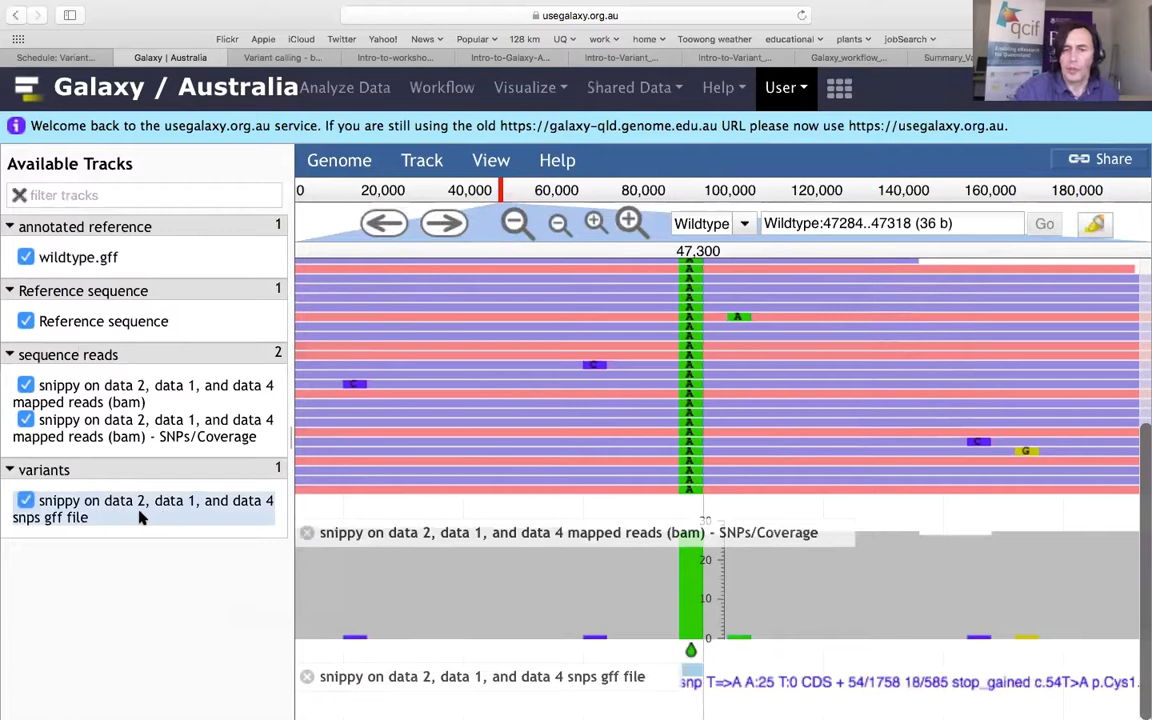 usegalaxy.org.au
Flickr Apple iCloud Twitter Yahoo! News Popular 128 km UQ work home Toowong weather educational plants jobSearch
Schedule: Variant... Galaxy | Australia Variant calling - b... Intro-to-worksho... Intro-to-Galaxy-A... Intro-to-Variant_... Intro-to-Variant_... Galaxy_workflow_... Summary_V
qcif
Galaxy / Australia Analyze Data Workflow Visualize Shared Data Help User
Welcome back to the usegalaxy.org.au service. If you are still using the old https://galaxy-qld.genome.edu.au URL please now use https://usegalaxy.org.au.
Available Tracks
Genome Track View Help Share
filter tracks
0 20,000 40,000 60,000 80,000 100,000 120,000 140,000 160,000 180,000
annotated reference 1
Wildtype Wildtype:47284..47318 (36 b) Go
wildtype.gff
47,300
Reference sequence 1
Reference sequence
sequence reads 2
snippy on data 2, data 1, and data 4
mapped reads (bam)
snippy on data 2, data 1, and data 4
mapped reads (bam) - SNPs/Coverage
variants 1
snippy on data 2, data 1, and data 4
snps gff file
A
A
A
A
A
A
A A
A
A
A
A
C A
A
C A
A
A
A
A
A
A C
A G
A
A
A
A
30
snippy on data 2, data 1, and data 4 mapped reads (bam) - SNPs/Coverage
20
10
0
snippy on data 2, data 1, and data 4 snps gff file
snp T=>A A:25 T:0 CDS + 54/1758 18/585 stop_gained c.54T>A p.Cys1.